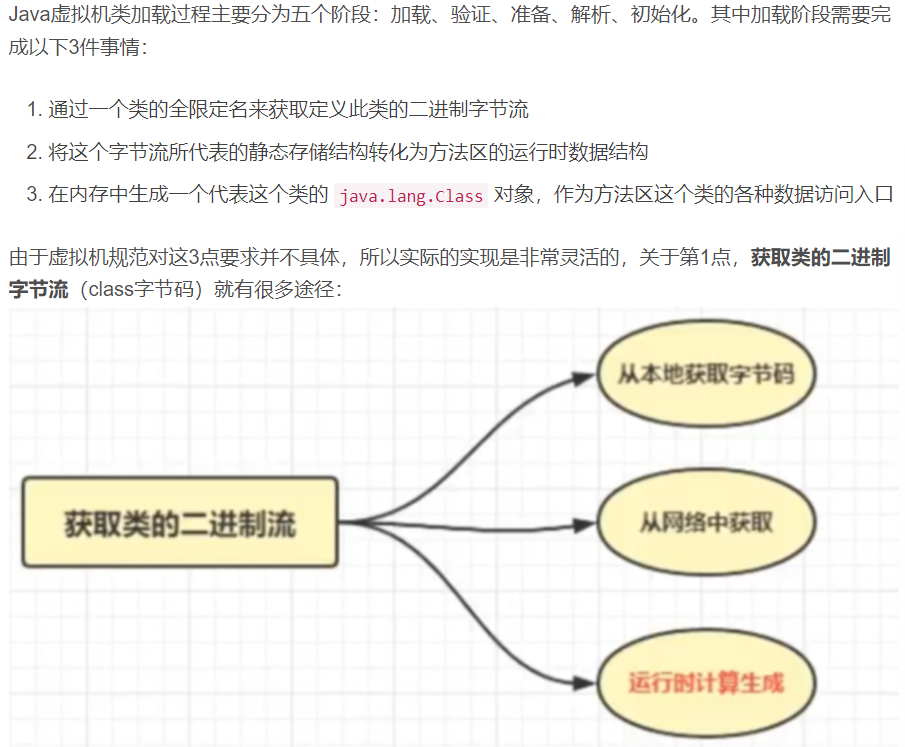 Java虚拟机类加载过程主要分为五个阶段：加载、验证、准备、解析、初始化。其中加载阶段需要完
成以下3件事情：
1. 通过一个类的全限定名来获取定义此类的二进制字节流
2. 将这个字节流所代表的静态存储结构转化为方法区的运行时数据结构
3. 在内存中生成一个代表这个类的 java.lang.Class 对象，作为方法区这个类的各种数据访问入口
由于虚拟机规范对这3点要求并不具体，所以实际的实现是非常灵活的，关于第1点，获取类的二进制
字节流（class字节码）就有很多途径：
从本地获取字节码
获取类的二进制流
从网络中获取
运行时计算生成